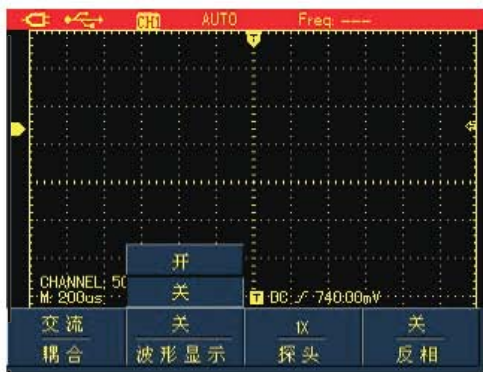 CH1 AUTO Freq: ----
T
开
关
CHANNEL: 50
M: 200us
T DC 740.00mV
交流 关 1X 关
耦合 波形显示 探头 反相